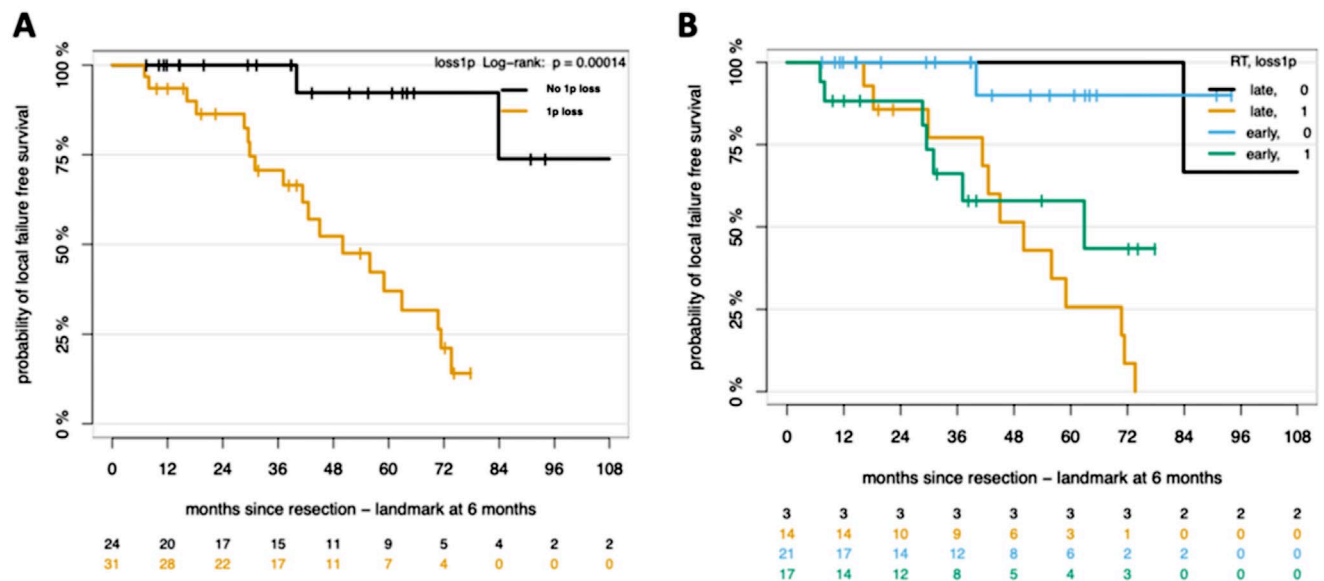 A
100 %
75 %
50 %
25 %
0 %
probability of local failure free survival
loss1p Log-rank: p = 0.00014
No 1p loss
1p loss
0 12 24 36 48 60 72 84 96 108
months since resection – landmark at 6 months
24 20 17 15 11 9 5 4 2 2
31 28 22 17 11 7 4 0 0 0
B
100 %
75 %
50 %
25 %
0 %
probability of local failure free survival
RT, loss1p
late, 0
late, 1
early, 0
early, 1
0 12 24 36 48 60 72 84 96 108
months since resection – landmark at 6 months
3 3 3 3 3 3 3 2 2 2
14 14 10 9 6 3 1 0 0 0
21 17 14 12 8 6 2 2 0 0
17 14 12 8 5 4 3 0 0 0